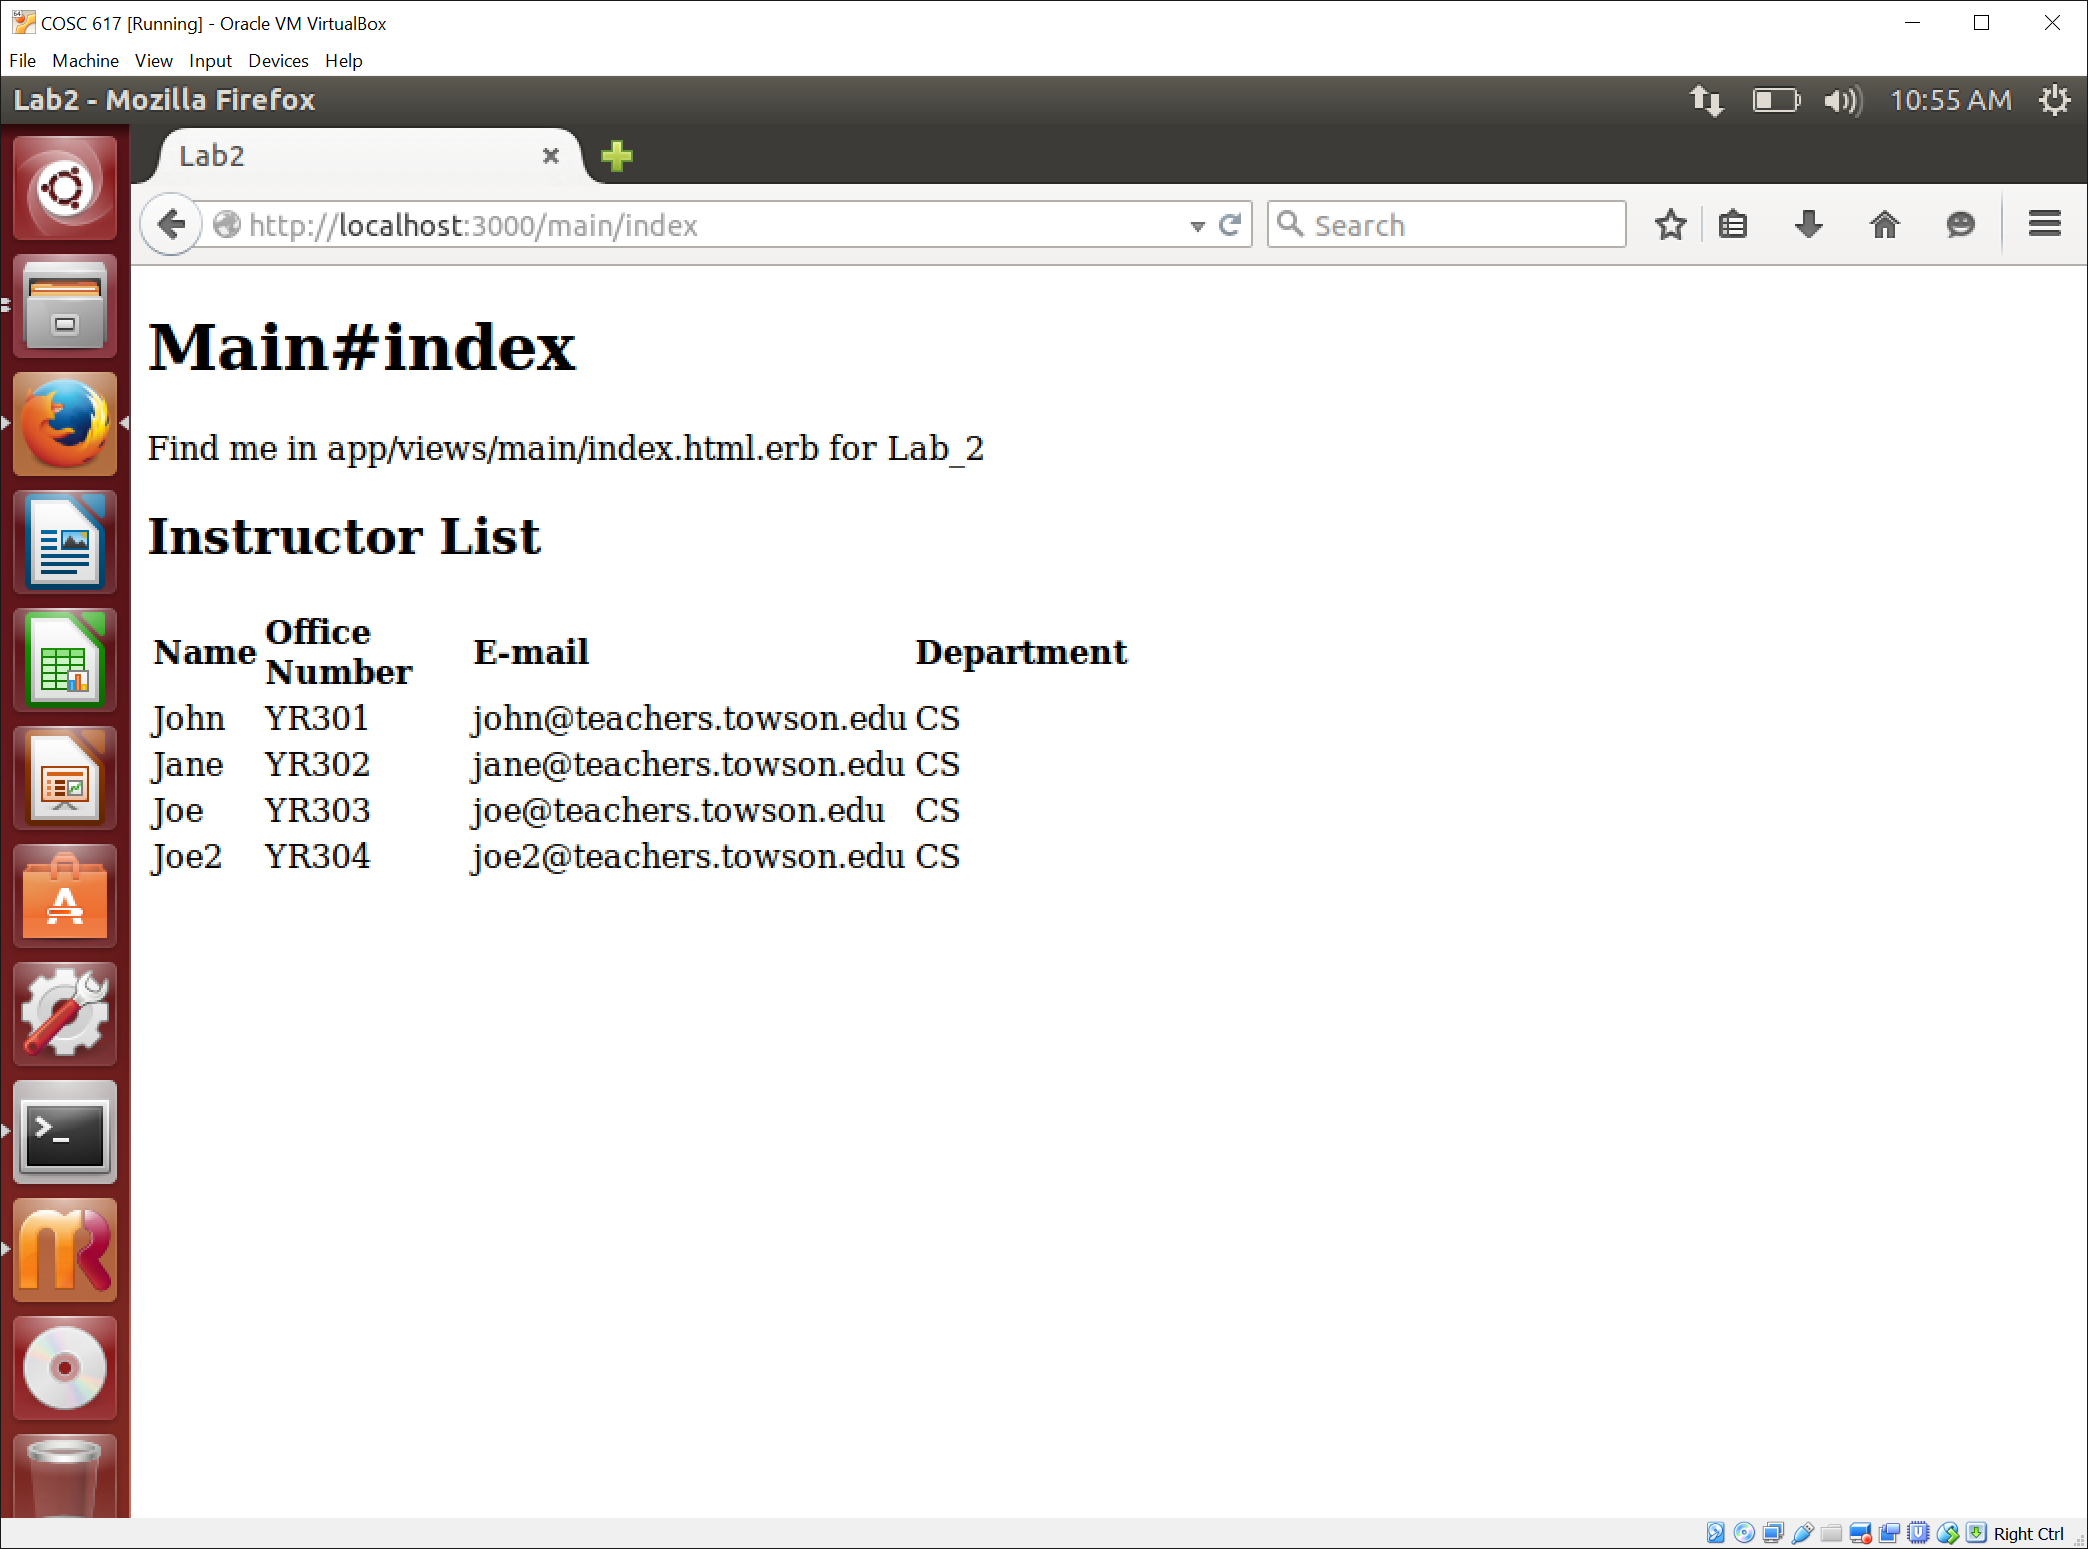 COSC 617 [Running] - Oracle VM VirtualBox
File Machine View Input Devices Help
Lab2 - Mozilla Firefox 10:55 AM
Lab2
http://localhost:3000/main/index Search
Main#index
Find me in app/views/main/index.html.erb for Lab_2
Instructor List
Name Office Number E-mail Department
John YR301 john@teachers.towson.edu CS
Jane YR302 jane@teachers.towson.edu CS
Joe YR303 joe@teachers.towson.edu CS
Joe2 YR304 joe2@teachers.towson.edu CS
Right Ctrl